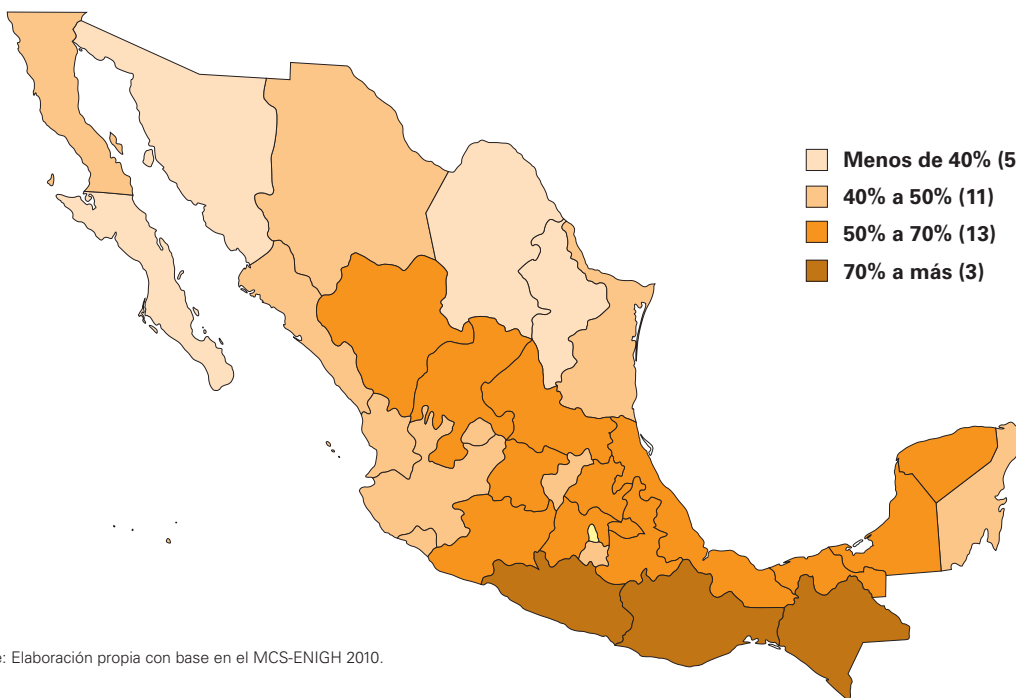 Menos de 40% (5
40% a 50% (11)
50% a 70% (13)
70% a más (3)
e: Elaboración propia con base en el MCS-ENIGH 2010.